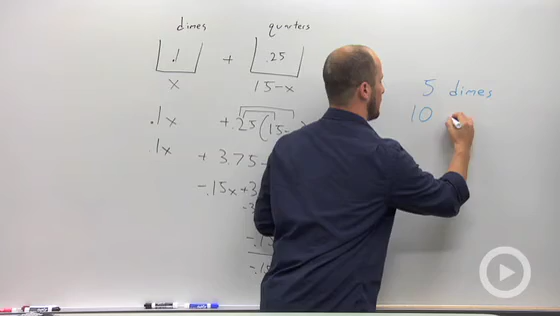 dimes quarters
.1 + .25
x 15-x
5 dimes
10
.1x + .25(15-
.1x + 3.75 -
-.15x+3